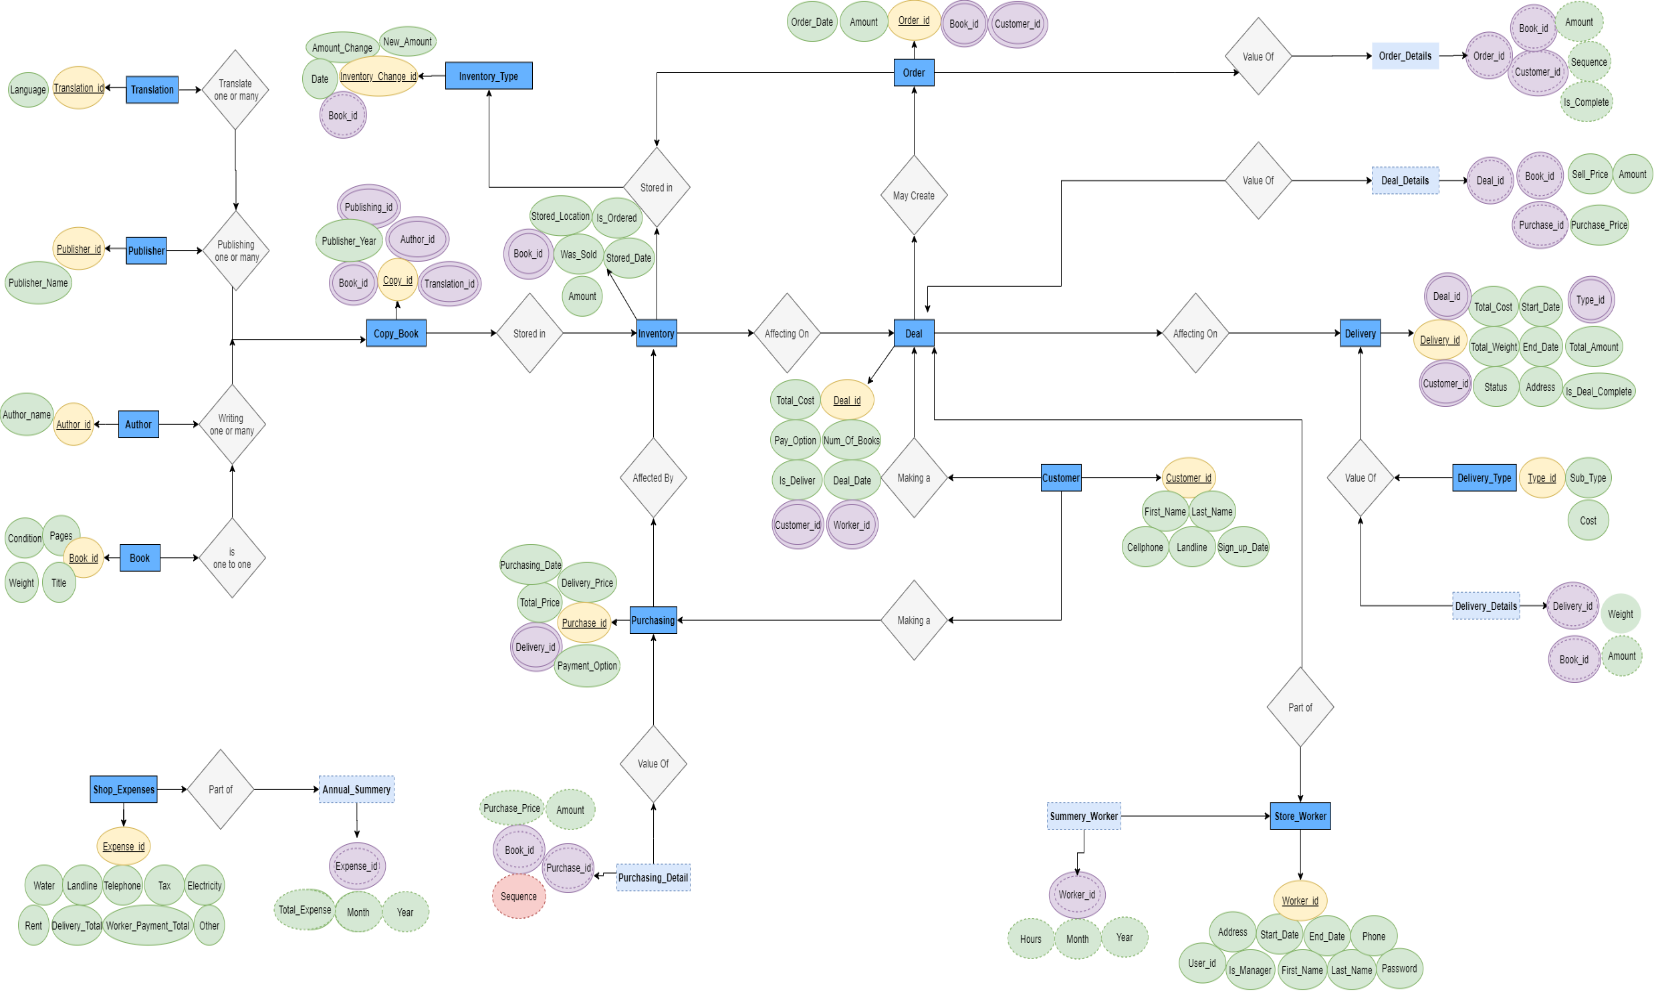 Order_Date
Amount
Order_id
Book_id
Customer_id
Order
Value Of
Order_Details
Order_id
Book_id
Amount
Customer_id
Sequence
Is_Complete
Amount_Change
New_Amount
Date
Inventory_Change_id
Book_id
Inventory_Type
Language
Translation_id
Translation
Translate
one or many
Stored in
May Create
Value Of
Deal_Details
Deal_id
Book_id
Sell_Price
Amount
Purchase_id
Purchase_Price
Publisher_id
Publisher
Publisher_Name
Publishing
one or many
Publishing_id
Publisher_Year
Author_id
Book_id
Copy_id
Translation_id
Copy_Book
Stored in
Stored_Location
Is_Ordered
Book_id
Was_Sold
Stored_Date
Amount
Inventory
Affecting On
Deal
Affecting On
Delivery
Deal_id
Total_Cost
Start_Date
Type_id
Delivery_id
Total_Weight
End_Date
Total_Amount
Customer_id
Status
Address
Is_Deal_Complete
Author_name
Author_id
Author
Writing
one or many
Total_Cost
Deal_id
Pay_Option
Num_Of_Books
Is_Deliver
Deal_Date
Customer_id
Worker_id
Making a
Customer
Customer_id
First_Name
Last_Name
Cellphone
Landline
Sign_up_Date
Value Of
Delivery_Type
Type_id
Sub_Type
Cost
Affected By
Condition
Pages
Book_id
Weight
Title
Book
is
one to one
Purchasing_Date
Delivery_Price
Total_Price
Purchase_id
Delivery_id
Payment_Option
Purchasing
Making a
Delivery_Details
Delivery_id
Weight
Book_id
Amount
Part of
Value Of
Shop_Expenses
Part of
Annual_Summery
Expense_id
Water
Landline
Telephone
Tax
Electricity
Rent
Delivery_Total
Worker_Payment_Total
Other
Expense_id
Total_Expense
Month
Year
Purchase_Price
Amount
Book_id
Purchase_id
Sequence
Purchasing_Detail
Summery_Worker
Store_Worker
Worker_id
Hours
Month
Year
Worker_id
Address
Start_Date
End_Date
Phone
User_id
Is_Manager
First_Name
Last_Name
Password